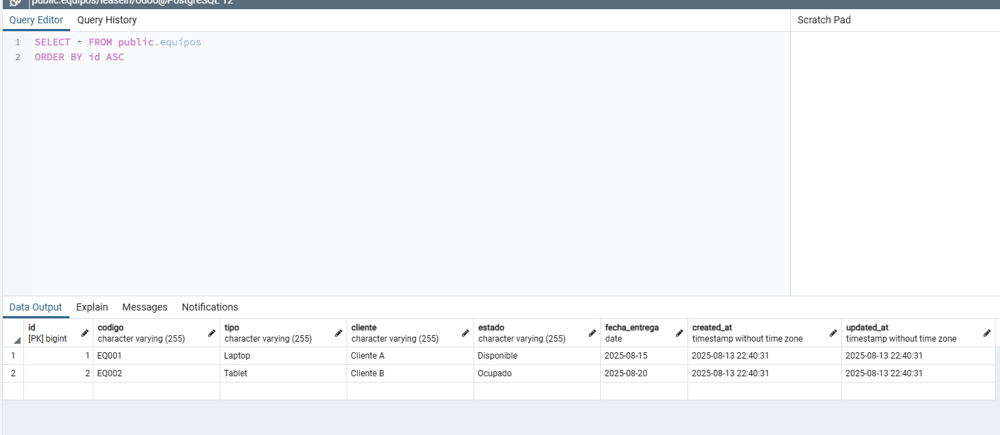 public.equipos/leasein/odoo@PostgreSQL 12
Query Editor Query History Scratch Pad
1 SELECT * FROM public.equipos
2 ORDER BY id ASC
Data Output Explain Messages Notifications
id codigo tipo cliente estado fecha_entrega created_at updated_at
[PK] bigint character varying (255) character varying (255) character varying (255) character varying (255) date timestamp without time zone timestamp without time zone
1 1 EQ001 Laptop Cliente A Disponible 2025-08-15 2025-08-13 22:40:31 2025-08-13 22:40:31
2 2 EQ002 Tablet Cliente B Ocupado 2025-08-20 2025-08-13 22:40:31 2025-08-13 22:40:31